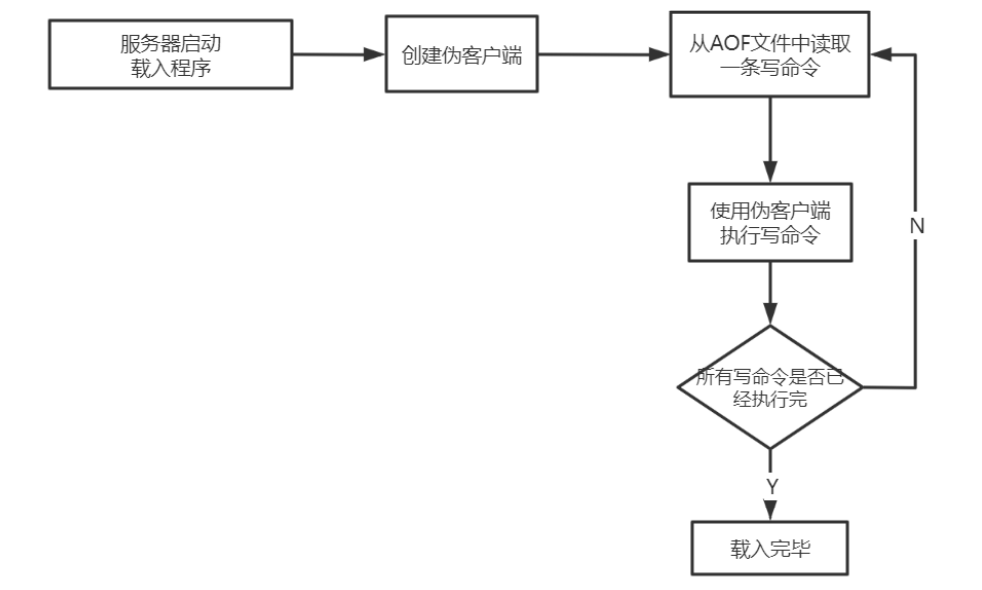 服务器启动
载入程序
创建伪客户端
从AOF文件中读取
一条写命令
使用伪客户端
执行写命令
N
所有写命令是否已
经执行完
Y
载入完毕